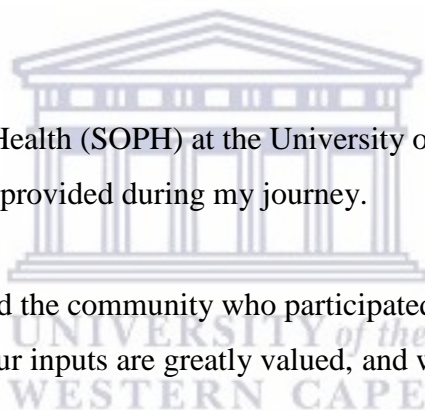 Health (SOPH) at the University o
provided during my journey.
d the community who participated
UNIVERSITY of the
ur inputs are greatly valued, and w
WESTERN CAPE